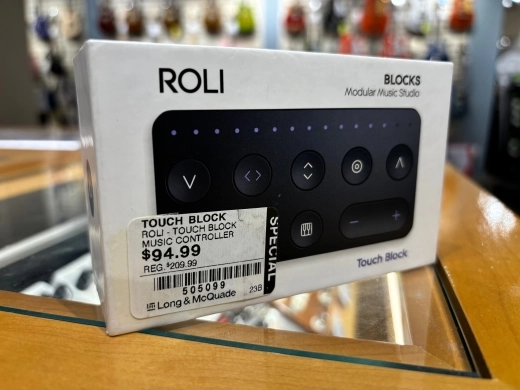 ROLI
BLOCKS
Modular Music Studio
TOUCH BLOCK
ROLI - TOUCH BLOCK
MUSIC CONTROLLER
$94.99
REG. $209.99
SPECIAL
505099
Long & McQuade
23B
Touch Block